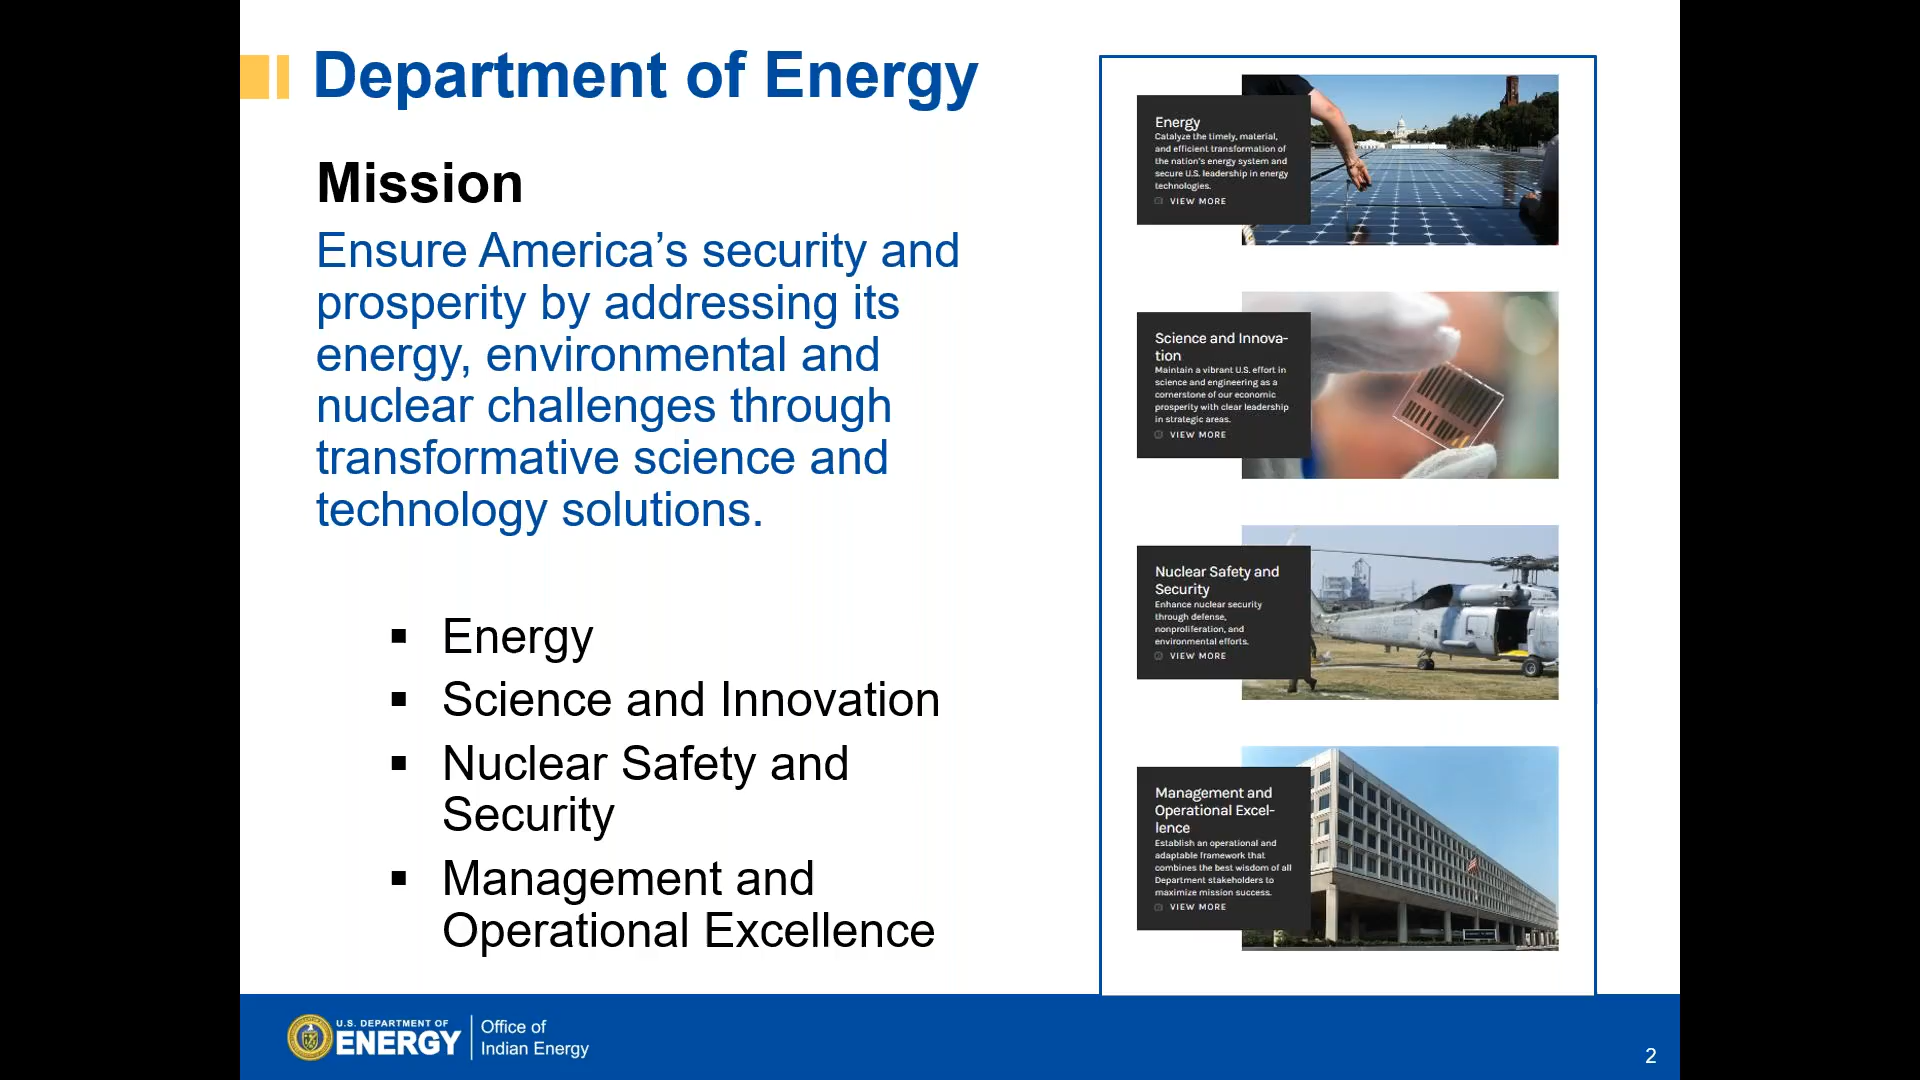 Department of Energy
Mission
Ensure America’s security and
prosperity by addressing its
energy, environmental and
nuclear challenges through
transformative science and
technology solutions.
▪ Energy
▪ Science and Innovation
▪ Nuclear Safety and
Security
▪ Management and
Operational Excellence
Energy
Catalyze the timely, material,
and efficient transformation of
the nation’s energy system and
secure U.S. leadership in energy
technologies.
VIEW MORE
Science and Innova-
tion
Maintain a vibrant U.S. effort in
science and engineering as a
cornerstone of our economic
prosperity with clear leadership
in strategic areas.
VIEW MORE
Nuclear Safety and
Security
Enhance nuclear security
through defense,
nonproliferation, and
environmental efforts.
VIEW MORE
Management and
Operational Excel-
lence
Establish an operational and
adaptable framework that
combines the best wisdom of all
Department stakeholders to
maximize mission success.
VIEW MORE
U.S. DEPARTMENT OF
ENERGY
Office of
Indian Energy
2